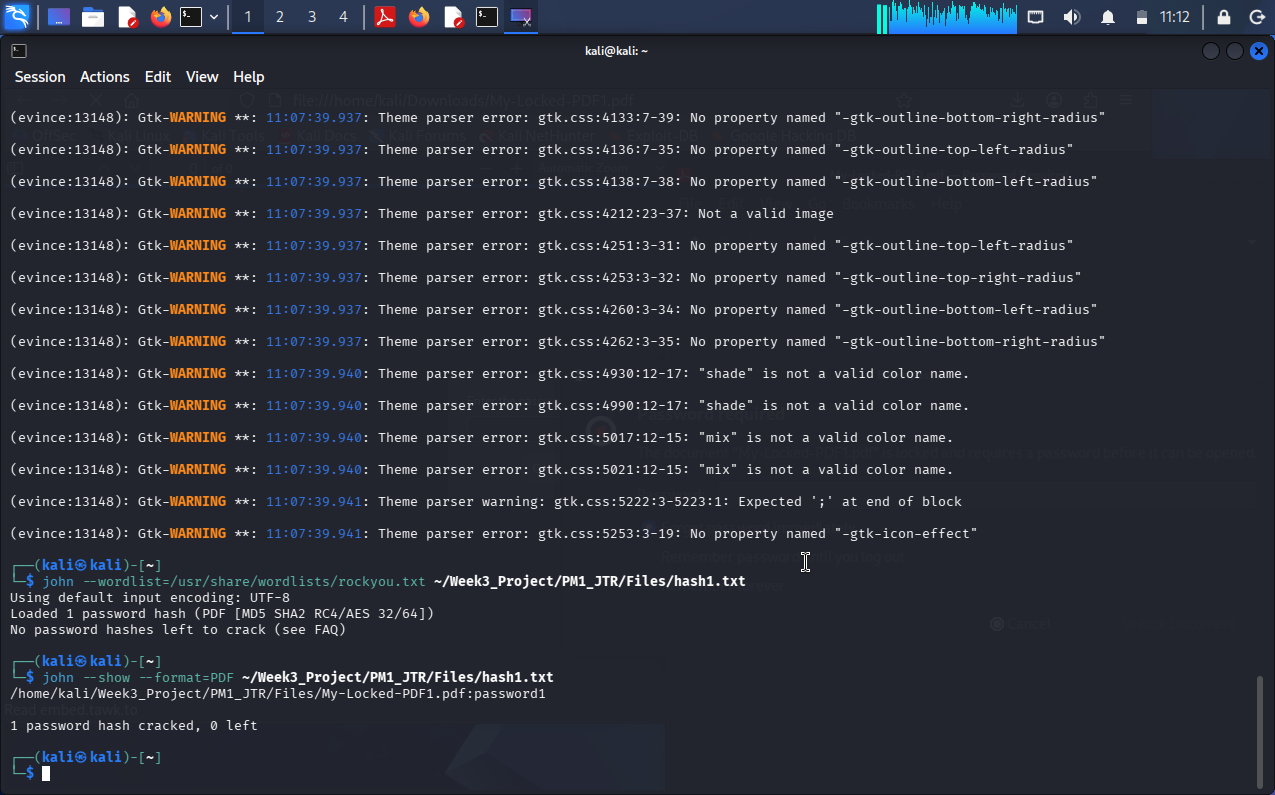 1 2 3 4 11:12
kali@kali: ~
Session Actions Edit View Help
file:///home/kali/Downloads/My-Locked-PDF1.pdf
(evince:13148): Gtk-WARNING **: 11:07:39.937: Theme parser error: gtk.css:4133:7-39: No property named "-gtk-outline-bottom-right-radius"
(evince:13148): Gtk-WARNING **: 11:07:39.937: Theme parser error: gtk.css:4136:7-35: No property named "-gtk-outline-top-left-radius"
(evince:13148): Gtk-WARNING **: 11:07:39.937: Theme parser error: gtk.css:4138:7-38: No property named "-gtk-outline-bottom-left-radius"
(evince:13148): Gtk-WARNING **: 11:07:39.937: Theme parser error: gtk.css:4212:23-37: Not a valid image
(evince:13148): Gtk-WARNING **: 11:07:39.937: Theme parser error: gtk.css:4251:3-31: No property named "-gtk-outline-top-left-radius"
(evince:13148): Gtk-WARNING **: 11:07:39.937: Theme parser error: gtk.css:4253:3-32: No property named "-gtk-outline-top-right-radius"
(evince:13148): Gtk-WARNING **: 11:07:39.937: Theme parser error: gtk.css:4260:3-34: No property named "-gtk-outline-bottom-left-radius"
(evince:13148): Gtk-WARNING **: 11:07:39.937: Theme parser error: gtk.css:4262:3-35: No property named "-gtk-outline-bottom-right-radius"
(evince:13148): Gtk-WARNING **: 11:07:39.940: Theme parser error: gtk.css:4930:12-17: "shade" is not a valid color name.
(evince:13148): Gtk-WARNING **: 11:07:39.940: Theme parser error: gtk.css:4990:12-17: "shade" is not a valid color name.
(evince:13148): Gtk-WARNING **: 11:07:39.940: Theme parser error: gtk.css:5017:12-15: "mix" is not a valid color name.
(evince:13148): Gtk-WARNING **: 11:07:39.940: Theme parser error: gtk.css:5021:12-15: "mix" is not a valid color name.
(evince:13148): Gtk-WARNING **: 11:07:39.941: Theme parser warning: gtk.css:5222:3-5223:1: Expected ';' at end of block
(evince:13148): Gtk-WARNING **: 11:07:39.941: Theme parser error: gtk.css:5253:3-19: No property named "-gtk-icon-effect"
┌──(kali㉿kali)-[~]
└─$ john --wordlist=/usr/share/wordlists/rockyou.txt ~/Week3_Project/PM1_JTR/Files/hash1.txt
Using default input encoding: UTF-8
Loaded 1 password hash (PDF [MD5 SHA2 RC4/AES 32/64])
No password hashes left to crack (see FAQ)
┌──(kali㉿kali)-[~]
└─$ john --show --format=PDF ~/Week3_Project/PM1_JTR/Files/hash1.txt
/home/kali/Week3_Project/PM1_JTR/Files/My-Locked-PDF1.pdf:password1
Read embed.tawk.to
1 password hash cracked, 0 left
┌──(kali㉿kali)-[~]
└─$